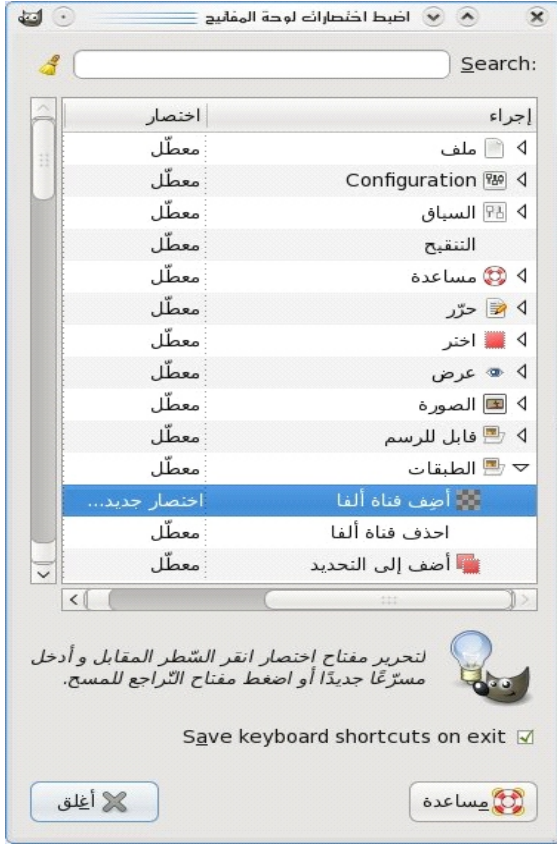 اضبط اختصارات لوحة المفاتيح
Search:
إجراء اختصار
ملف معطّل
Configuration معطّل
السياق معطّل
التنقيح معطّل
مساعدة معطّل
حرّر معطّل
اختر معطّل
عرض معطّل
الصورة معطّل
قابل للرسم معطّل
الطبقات معطّل
أضِف قناة ألفا اختصار جديد...
احذف قناة ألفا معطّل
أضف إلى التحديد معطّل
لتحرير مفتاح اختصار انقر السّطر المقابل و أدخل
مسرّعًا جديدًا أو اضغط مفتاح التّراجع للمسح.
Save keyboard shortcuts on exit
مساعدة أغلق